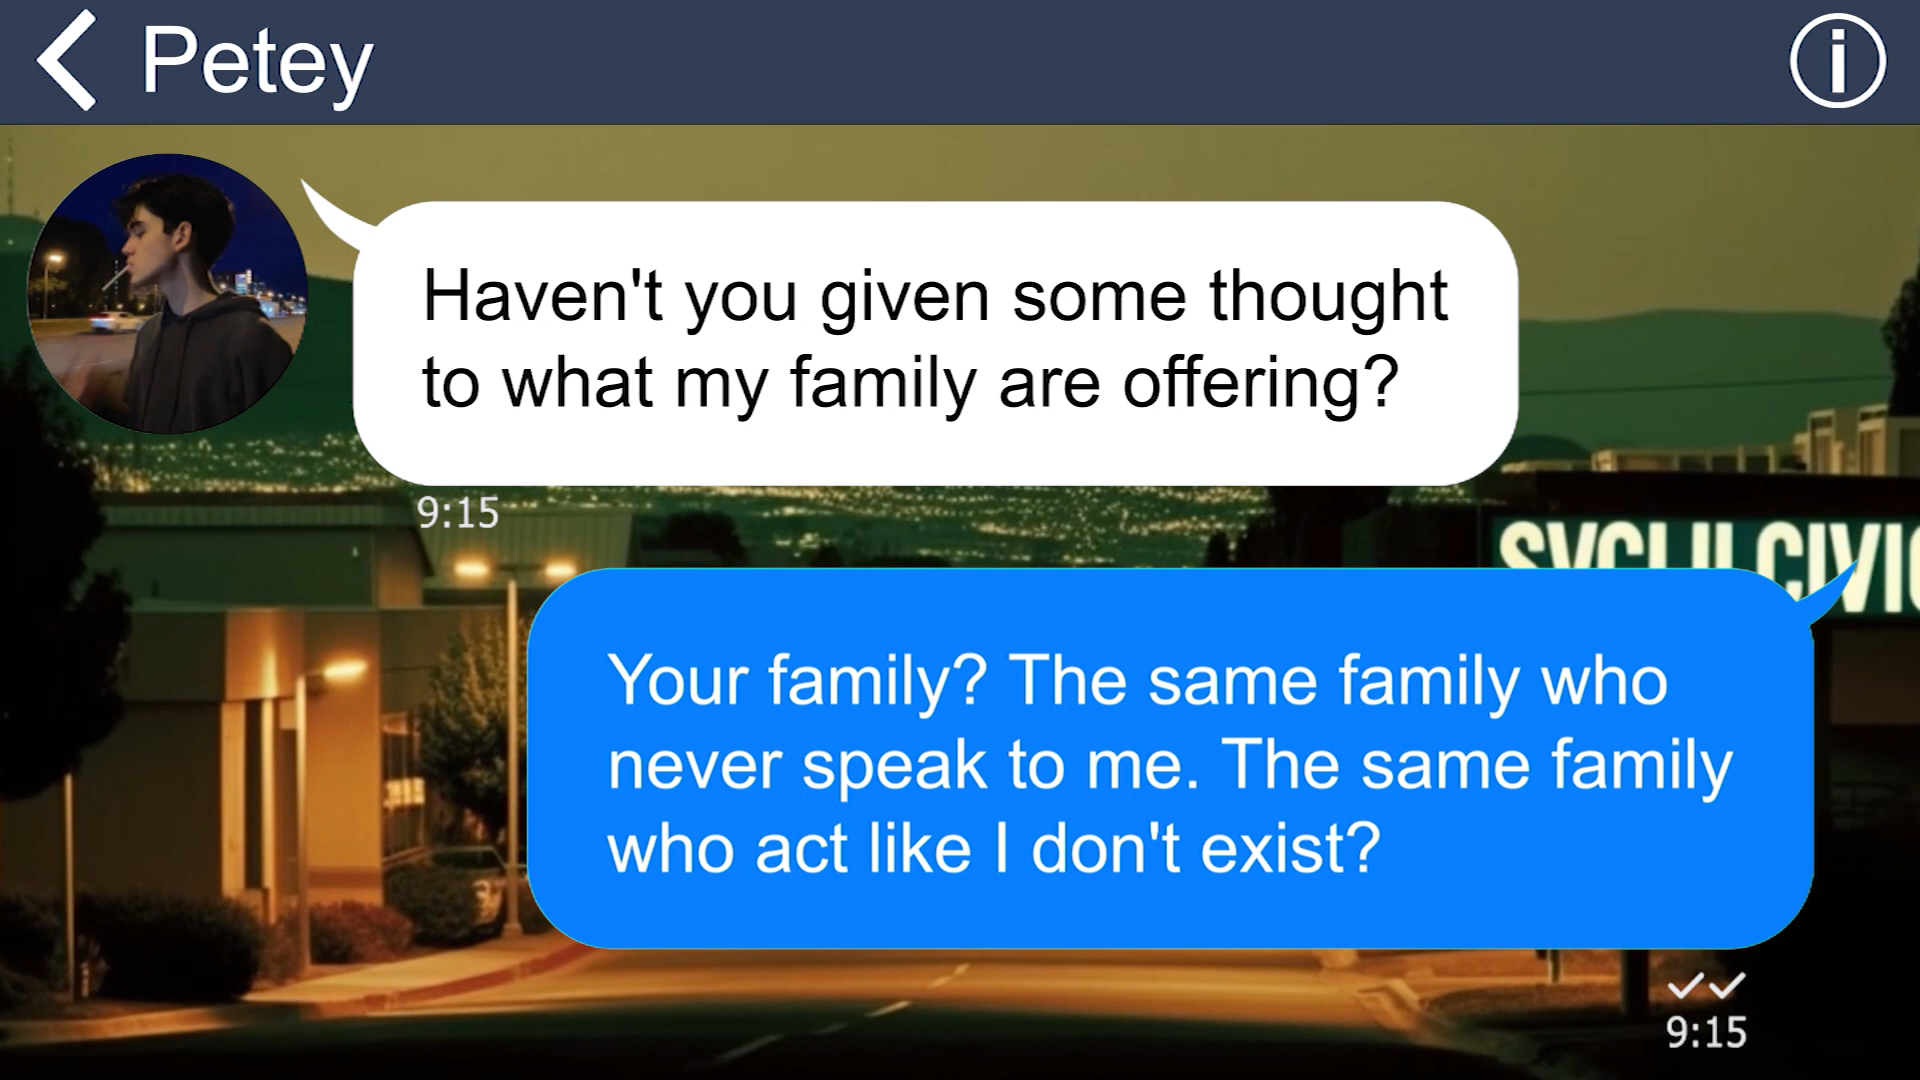 Petey
Haven't you given some thought
to what my family are offering?
9:15
CIVIC
Your family? The same family who
never speak to me. The same family
who act like I don't exist?
9:15